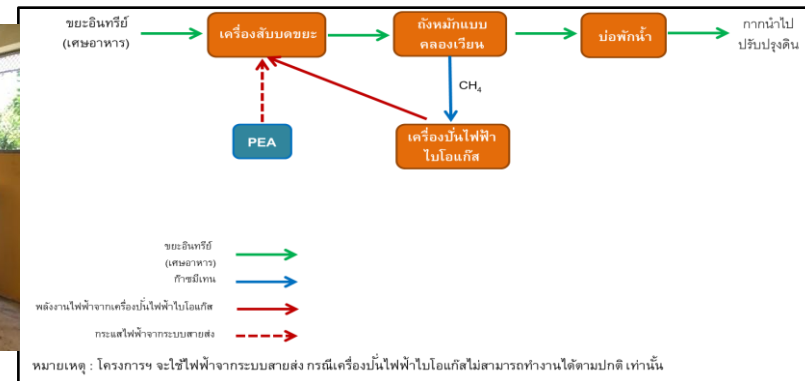 ขยะอินทรีย์
(เศษอาหาร)
เครื่องสับบดขยะ
ถังหมักแบบ
คลองเวียน
บ่อพักน้ำ
กากนำไป
ปรับปรุงดิน
CH₄
PEA
เครื่องปั่นไฟฟ้า
ไบโอแก๊ส
ขยะอินทรีย์
(เศษอาหาร)
ก๊าซมีเทน
พลังงานไฟฟ้าจากเครื่องปั่นไฟฟ้าไบโอแก๊ส
กระแสไฟฟ้าจากระบบสายส่ง
หมายเหตุ : โครงการฯ จะใช้ไฟฟ้าจากระบบสายส่ง กรณีเครื่องปั่นไฟฟ้าไบโอแก๊สไม่สามารถทำงานได้ตามปกติ เท่านั้น